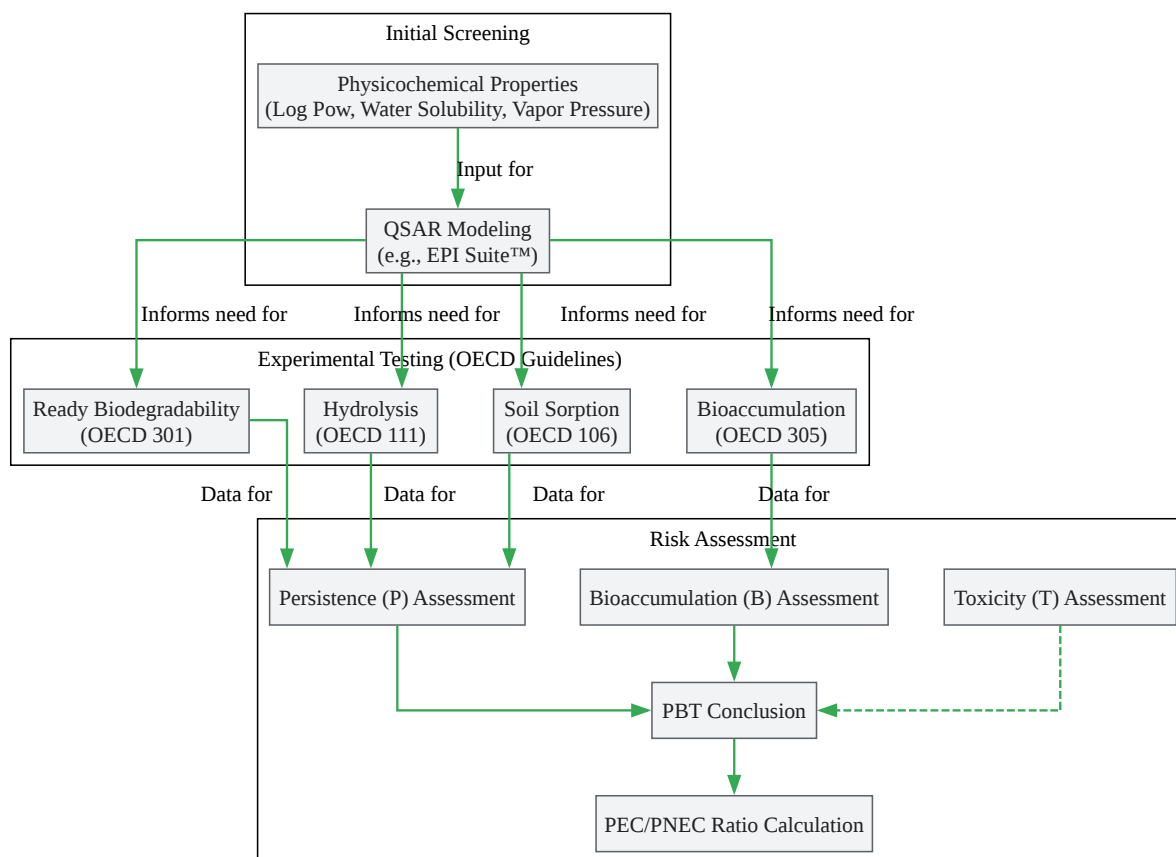 Initial Screening
Physicochemical Properties
(Log Pow, Water Solubility, Vapor Pressure)
Input for
QSAR Modeling
(e.g., EPI Suite™)
Informs need for
Informs need for
Informs need for
Informs need for
Experimental Testing (OECD Guidelines)
Ready Biodegradability
(OECD 301)
Hydrolysis
(OECD 111)
Soil Sorption
(OECD 106)
Bioaccumulation
(OECD 305)
Data for
Data for
Data for
Data for
Risk Assessment
Persistence (P) Assessment
Bioaccumulation (B) Assessment
Toxicity (T) Assessment
PBT Conclusion
PEC/PNEC Ratio Calculation